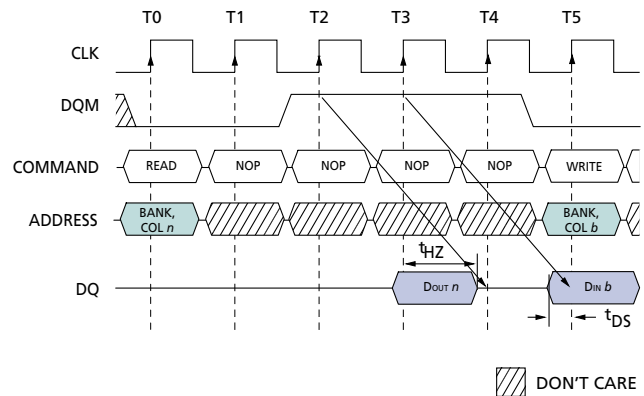 T0 T1 T2 T3 T4 T5
CLK
DQM
COMMAND READ NOP NOP NOP NOP WRITE
ADDRESS BANK, COL n BANK, COL b
tHZ
DQ DOUT n DIN b
tDS
DON'T CARE